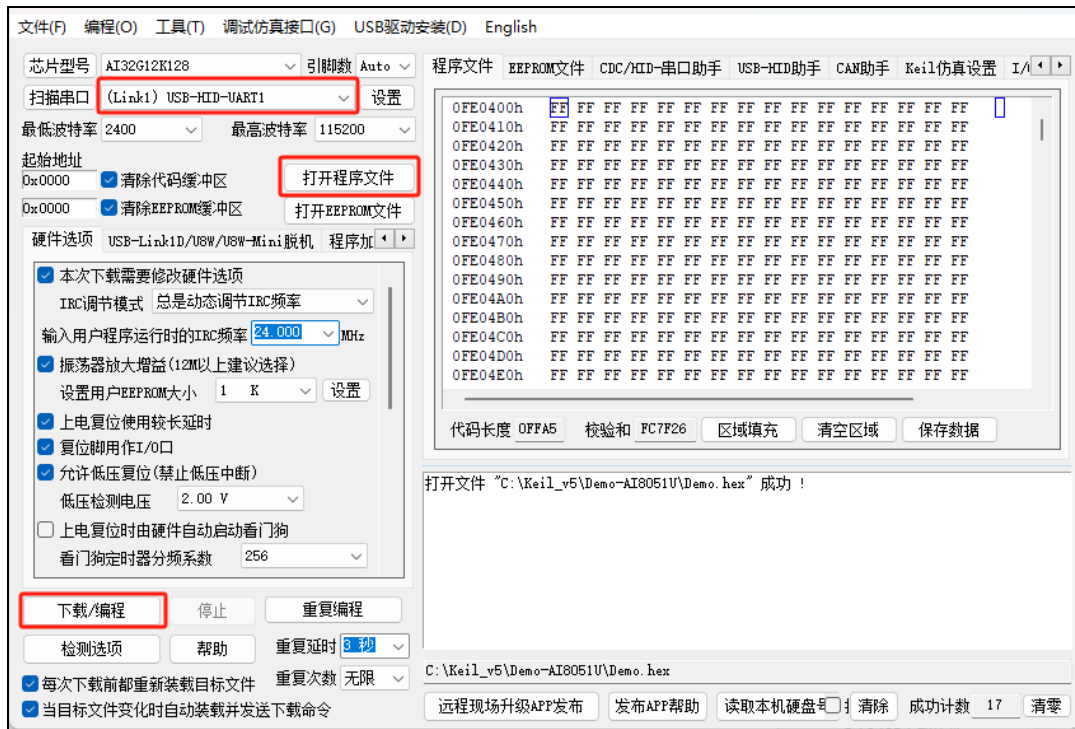 文件(F) 编程(O) 工具(T) 调试仿真接口(G) USB驱动安装(D) English
芯片型号 AI32G12K128 引脚数 Auto
扫描串口 (Link1) USB-HID-UART1 设置
最低波特率 2400 最高波特率 115200
起始地址
0x0000 清除代码缓冲区 打开程序文件
0x0000 清除EEPROM缓冲区 打开EEPROM文件
硬件选项 USB-Link1D/U8W/U8W-Mini脱机 程序加
本次下载需要修改硬件选项
IRC调节模式 总是动态调节IRC频率
输入用户程序运行时的IRC频率 24.000 MHz
振荡器放大增益(12M以上建议选择)
设置用户EEPROM大小 1 K 设置
上电复位使用较长延时
复位脚用作I/O口
允许低压复位(禁止低压中断)
低压检测电压 2.00 V
上电复位时由硬件自动启动看门狗
看门狗定时器分频系数 256
下载/编程 停止 重复编程
检测选项 帮助 重复延时 3 秒
每次下载前都重新装载目标文件 重复次数 无限
当目标文件变化时自动装载并发送下载命令
程序文件 EEPROM文件 CDC/HID-串口助手 USB-HID助手 CAN助手 Keil仿真设置 I/
0FE0400h FF FF FF FF FF FF FF FF FF FF FF FF FF FF FF FF
0FE0410h FF FF FF FF FF FF FF FF FF FF FF FF FF FF FF FF
0FE0420h FF FF FF FF FF FF FF FF FF FF FF FF FF FF FF FF
0FE0430h FF FF FF FF FF FF FF FF FF FF FF FF FF FF FF FF
0FE0440h FF FF FF FF FF FF FF FF FF FF FF FF FF FF FF FF
0FE0450h FF FF FF FF FF FF FF FF FF FF FF FF FF FF FF FF
0FE0460h FF FF FF FF FF FF FF FF FF FF FF FF FF FF FF FF
0FE0470h FF FF FF FF FF FF FF FF FF FF FF FF FF FF FF FF
0FE0480h FF FF FF FF FF FF FF FF FF FF FF FF FF FF FF FF
0FE0490h FF FF FF FF FF FF FF FF FF FF FF FF FF FF FF FF
0FE04A0h FF FF FF FF FF FF FF FF FF FF FF FF FF FF FF FF
0FE04B0h FF FF FF FF FF FF FF FF FF FF FF FF FF FF FF FF
0FE04C0h FF FF FF FF FF FF FF FF FF FF FF FF FF FF FF FF
0FE04D0h FF FF FF FF FF FF FF FF FF FF FF FF FF FF FF FF
0FE04E0h FF FF FF FF FF FF FF FF FF FF FF FF FF FF FF FF
代码长度 0FFA5 校验和 FC7F26 区域填充 清空区域 保存数据
打开文件 "C:\Keil_v5\Demo-AI8051U\Demo.hex" 成功 !
C:\Keil_v5\Demo-AI8051U\Demo.hex
远程现场升级APP发布 发布APP帮助 读取本机硬盘号 清除 成功计数 17 清零